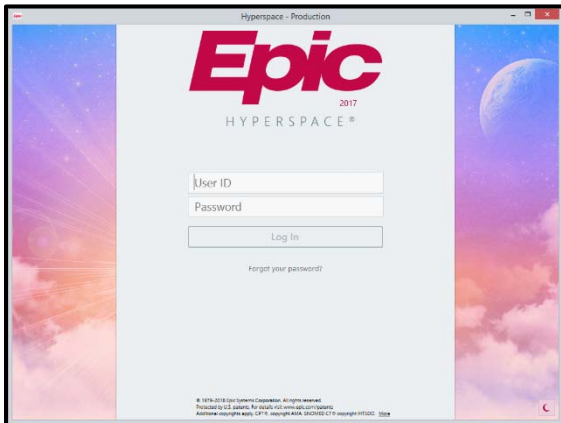 Epic
Hyperspace - Production
Epic
2017
HYPERSPACE®
User ID
Password
Log In
Forgot your password?
© 1979-2018 Epic Systems Corporation. All rights reserved.
Protected by U.S. patents. For details visit www.epic.com/patents
Additional copyrights apply. CPT®, copyright AMA. SNOMED CT® copyright IHTSDO. More